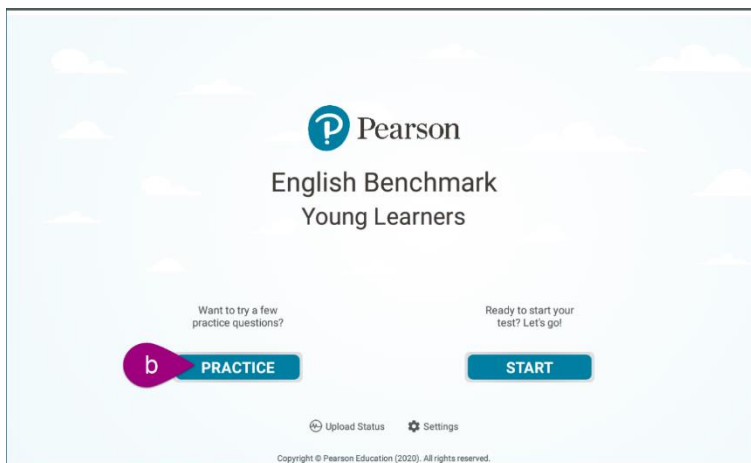 Pearson
English Benchmark
Young Learners
Want to try a few
practice questions?
b
PRACTICE
Ready to start your
test? Let's go!
START
Upload Status
Settings
Copyright © Pearson Education (2020). All rights reserved.